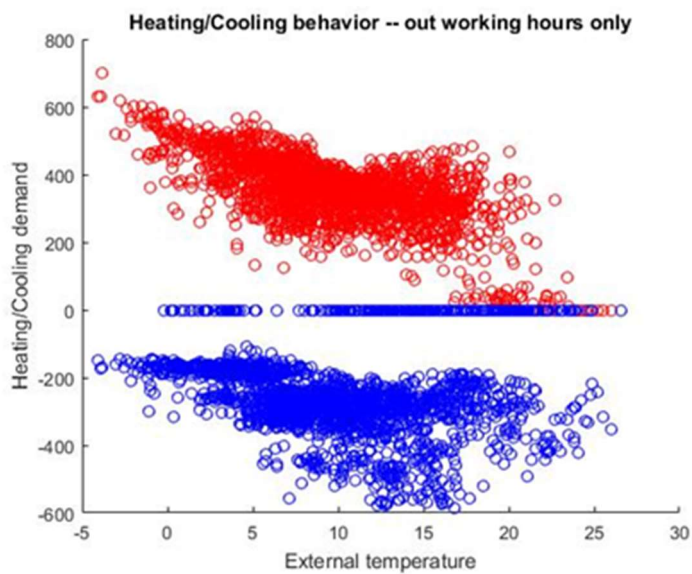 Heating/Cooling behavior -- out working hours only
800
600
400
200
0
-200
-400
-600
Heating/Cooling demand
-5 0 5 10 15 20 25 30
External temperature